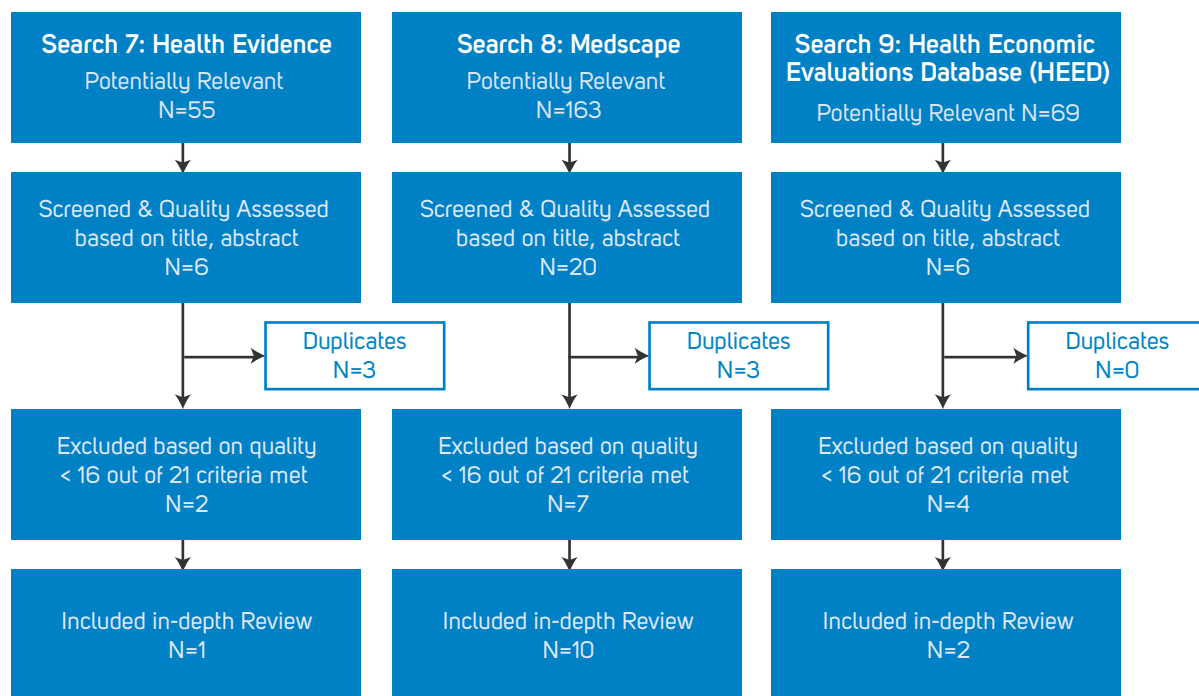 Search 7: Health Evidence
Potentially Relevant
N=55
Screened & Quality Assessed
based on title, abstract
N=6
Duplicates
N=3
Excluded based on quality
< 16 out of 21 criteria met
N=2
Included in-depth Review
N=1
Search 8: Medscape
Potentially Relevant
N=163
Screened & Quality Assessed
based on title, abstract
N=20
Duplicates
N=3
Excluded based on quality
< 16 out of 21 criteria met
N=7
Included in-depth Review
N=10
Search 9: Health Economic
Evaluations Database (HEED)
Potentially Relevant N=69
Screened & Quality Assessed
based on title, abstract
N=6
Duplicates
N=0
Excluded based on quality
< 16 out of 21 criteria met
N=4
Included in-depth Review
N=2